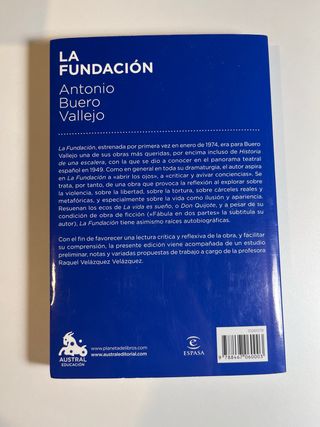 LA
FUNDACIÓN
Antonio
Buero
Vallejo
La Fundación, estrenada por primera vez en enero de 1974, era para Buero
Vallejo una de sus obras más queridas, por encima incluso de Historia
de una escalera, con la que se dio a conocer en el panorama teatral
español en 1949. Como en general en toda su dramaturgia, el autor aspira
en La Fundación a «abrir los ojos», a «criticar y avivar conciencias». Se
trata, por tanto, de una obra que provoca la reflexión al explorar sobre
la violencia, sobre la libertad, sobre la tortura, sobre cárceles reales y
metafóricas, y especialmente sobre la vida como ilusión y apariencia.
Resuenan los ecos de La vida es sueño, o Don Quijote, y a pesar de su
condición de obra de ficción («Fábula en dos partes» la subtitula su
autor), La Fundación tiene asimismo raíces autobiográficas.
Con el fin de favorecer una lectura crítica y reflexiva de la obra, y facilitar
su comprensión, la presente edición viene acompañada de un estudio
preliminar, notas y variadas propuestas de trabajo a cargo de la profesora
Raquel Velázquez Velázquez.
AUSTRAL
EDUCACIÓN
www.planetadelibros.com
www.australeditorial.com
ESPASA
9 788467 060003